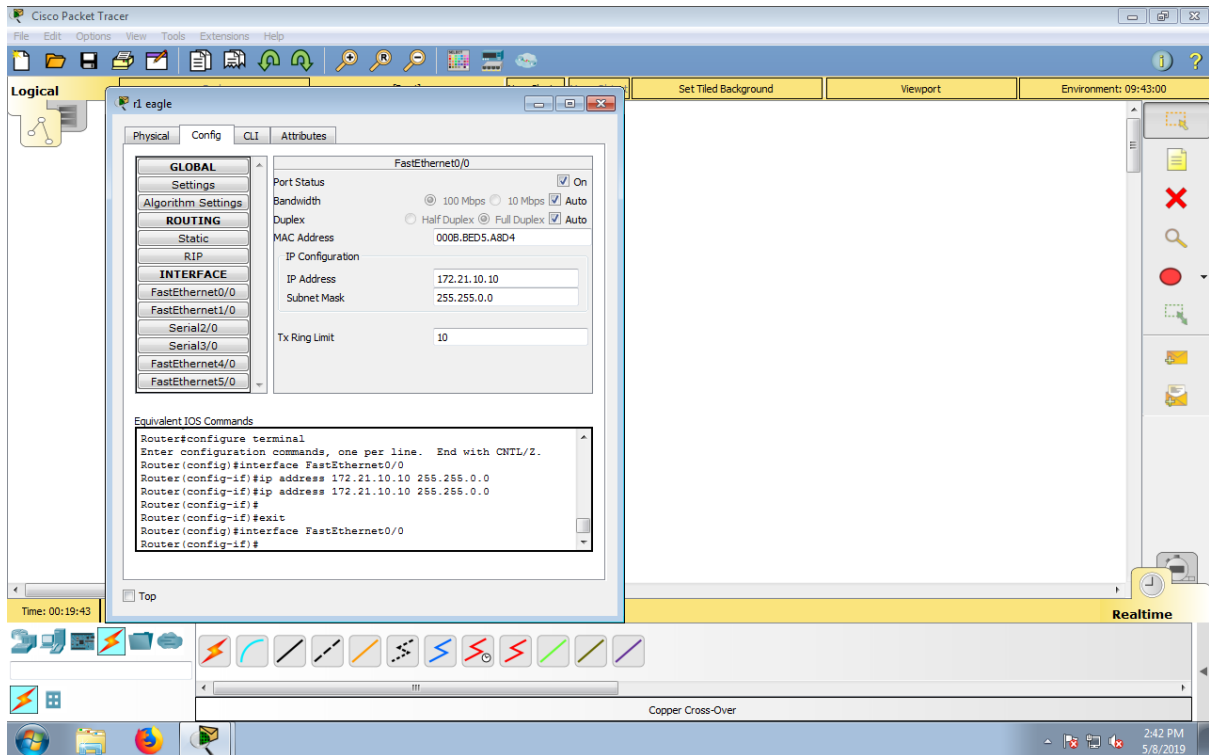 Cisco Packet Tracer
File Edit Options View Tools Extensions Help
Logical
Set Tiled Background
Viewport
Environment: 09:43:00
r1 eagle
Physical Config CLI Attributes
GLOBAL
Settings
Algorithm Settings
ROUTING
Static
RIP
INTERFACE
FastEthernet0/0
FastEthernet1/0
Serial2/0
Serial3/0
FastEthernet4/0
FastEthernet5/0
FastEthernet0/0
Port Status On
Bandwidth 100 Mbps 10 Mbps Auto
Duplex Half Duplex Full Duplex Auto
MAC Address 000B.BED5.A8D4
IP Configuration
IP Address 172.21.10.10
Subnet Mask 255.255.0.0
Tx Ring Limit 10
Equivalent IOS Commands
Router#configure terminal
Enter configuration commands, one per line. End with CNTL/Z.
Router(config)#interface FastEthernet0/0
Router(config-if)#ip address 172.21.10.10 255.255.0.0
Router(config-if)#ip address 172.21.10.10 255.255.0.0
Router(config-if)#
Router(config-if)#exit
Router(config)#interface FastEthernet0/0
Router(config-if)#
Top
Time: 00:19:43
Realtime
Copper Cross-Over
2:42 PM
5/8/2019